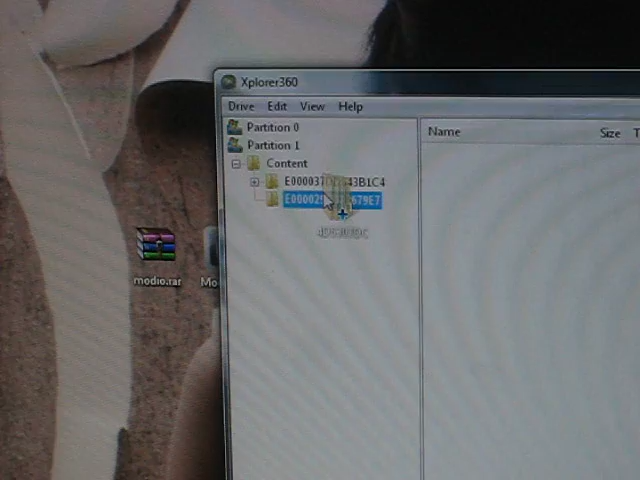 Xplorer360
Drive Edit View Help
Partition 0
Partition 1
Content
Name
Size
modio.rar